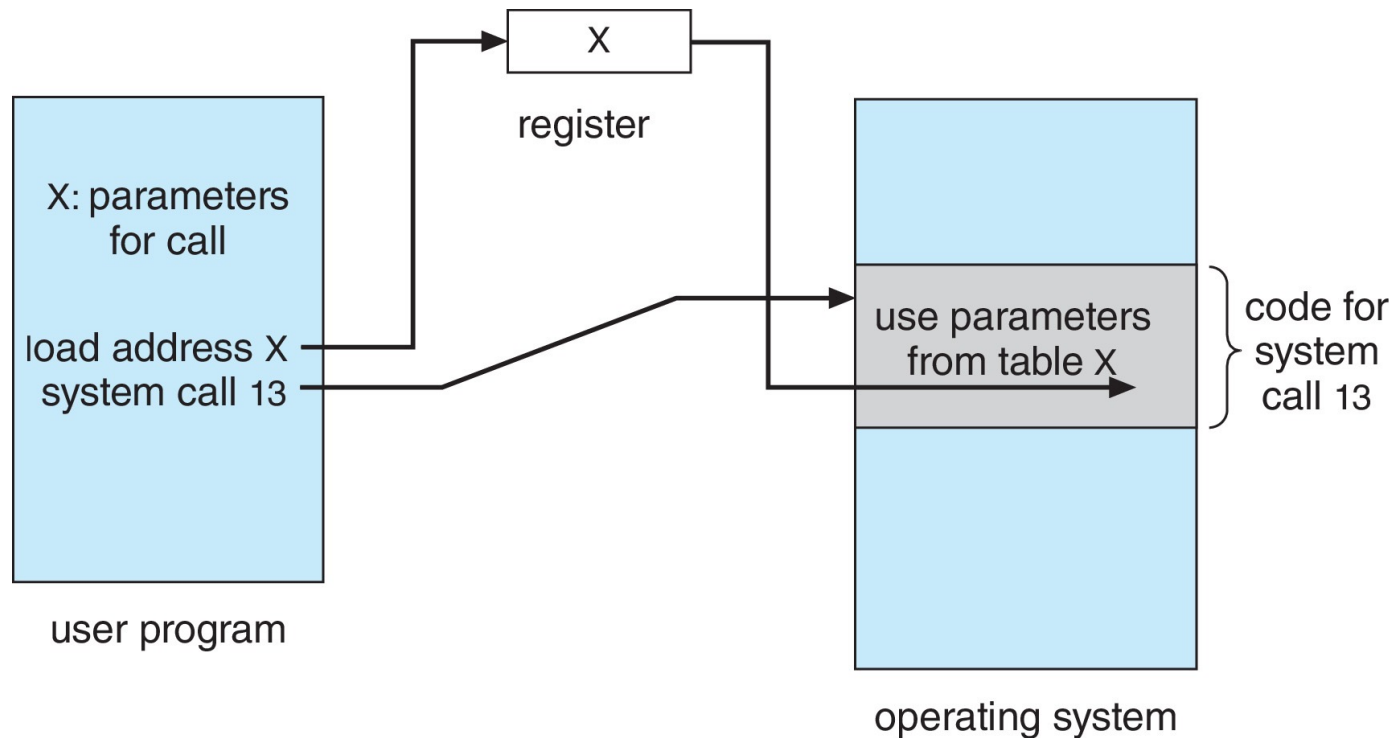 X
register
X: parameters
for call
load address X
system call 13
user program
use parameters
from table X
code for
system
call 13
operating system